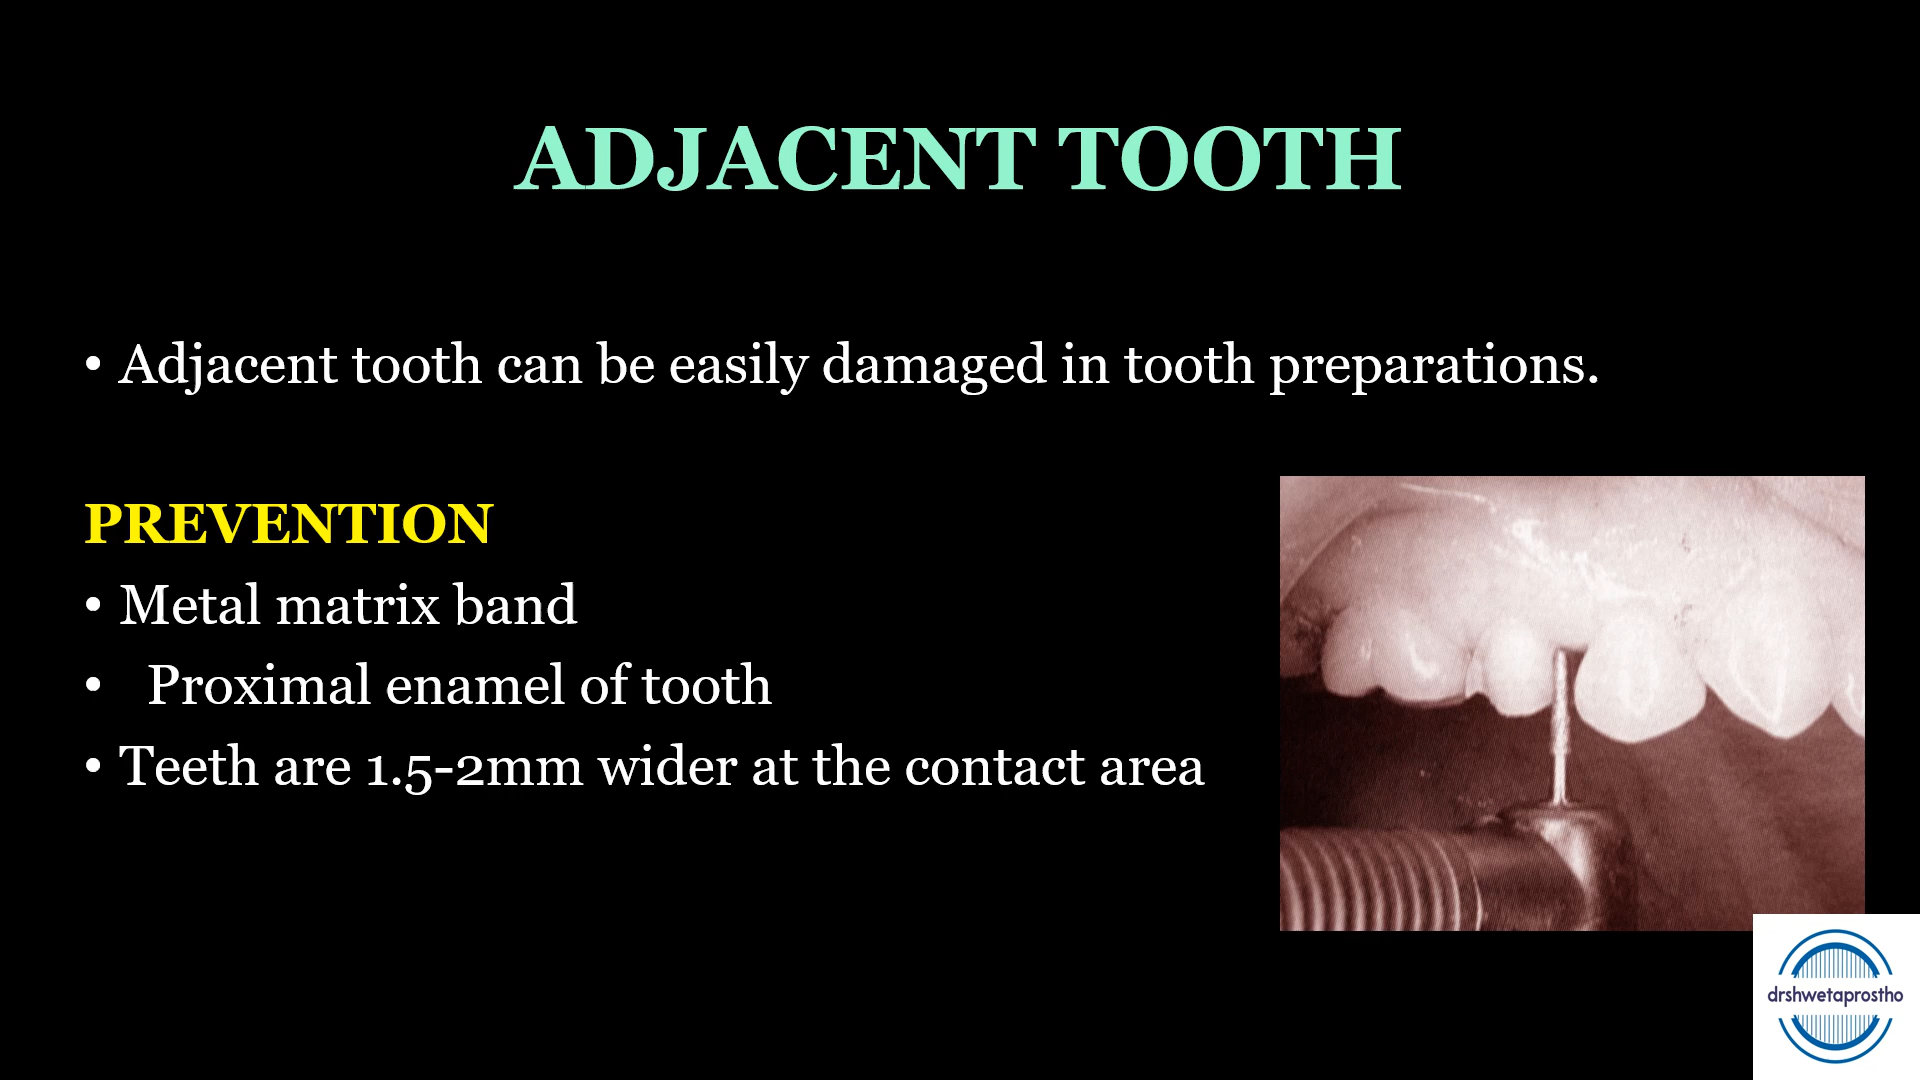 ADJACENT TOOTH
• Adjacent tooth can be easily damaged in tooth preparations.
PREVENTION
• Metal matrix band
• Proximal enamel of tooth
• Teeth are 1.5-2mm wider at the contact area
drshwetaprostho